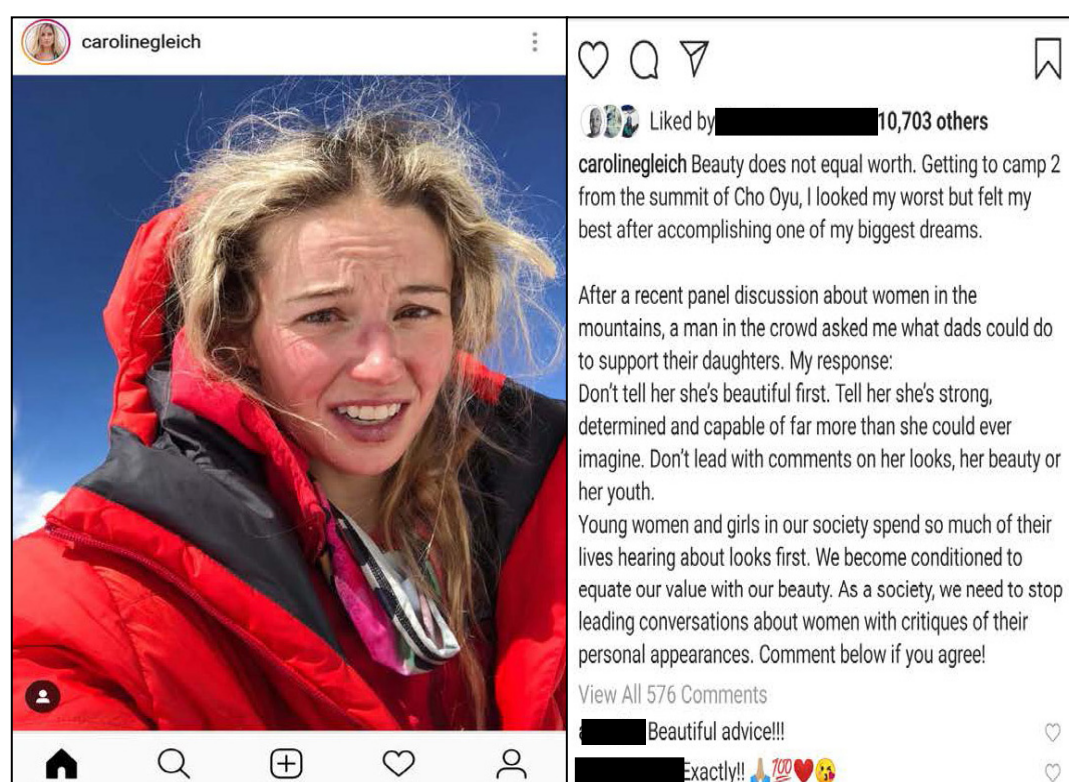 carolinegleich
Liked by
10,703 others
carolinegleich Beauty does not equal worth. Getting to camp 2
from the summit of Cho Oyu, I looked my worst but felt my
best after accomplishing one of my biggest dreams.
After a recent panel discussion about women in the
mountains, a man in the crowd asked me what dads could do
to support their daughters. My response:
Don’t tell her she’s beautiful first. Tell her she’s strong,
determined and capable of far more than she could ever
imagine. Don’t lead with comments on her looks, her beauty or
her youth.
Young women and girls in our society spend so much of their
lives hearing about looks first. We become conditioned to
equate our value with our beauty. As a society, we need to stop
leading conversations about women with critiques of their
personal appearances. Comment below if you agree!
View All 576 Comments
Beautiful advice!!!
Exactly!! 🙏🏼💯❤️😘